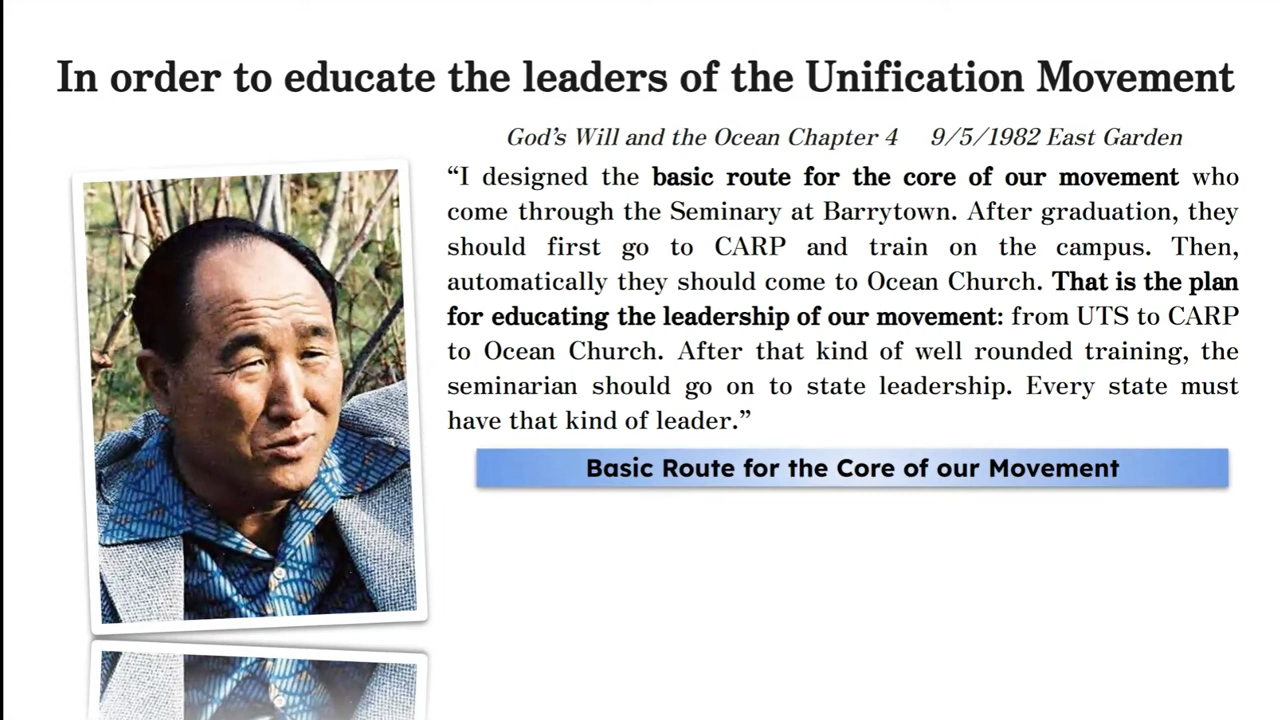 In order to educate the leaders of the Unification Movement
God's Will and the Ocean Chapter 4 9/5/1982 East Garden
“I designed the basic route for the core of our movement who
come through the Seminary at Barrytown. After graduation, they
should first go to CARP and train on the campus. Then,
automatically they should come to Ocean Church. That is the plan
for educating the leadership of our movement: from UTS to CARP
to Ocean Church. After that kind of well rounded training, the
seminarian should go on to state leadership. Every state must
have that kind of leader.”
Basic Route for the Core of our Movement